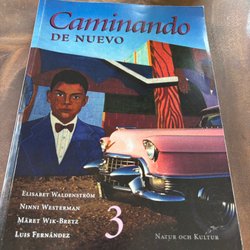 Caminando
DE NUEVO
ELISABET WALDENSTRÖM
NINNI WESTERMAN
MÄRET WIK-BRETZ
LUIS FERNÁNDEZ
3
NATUR OCH KULTUR